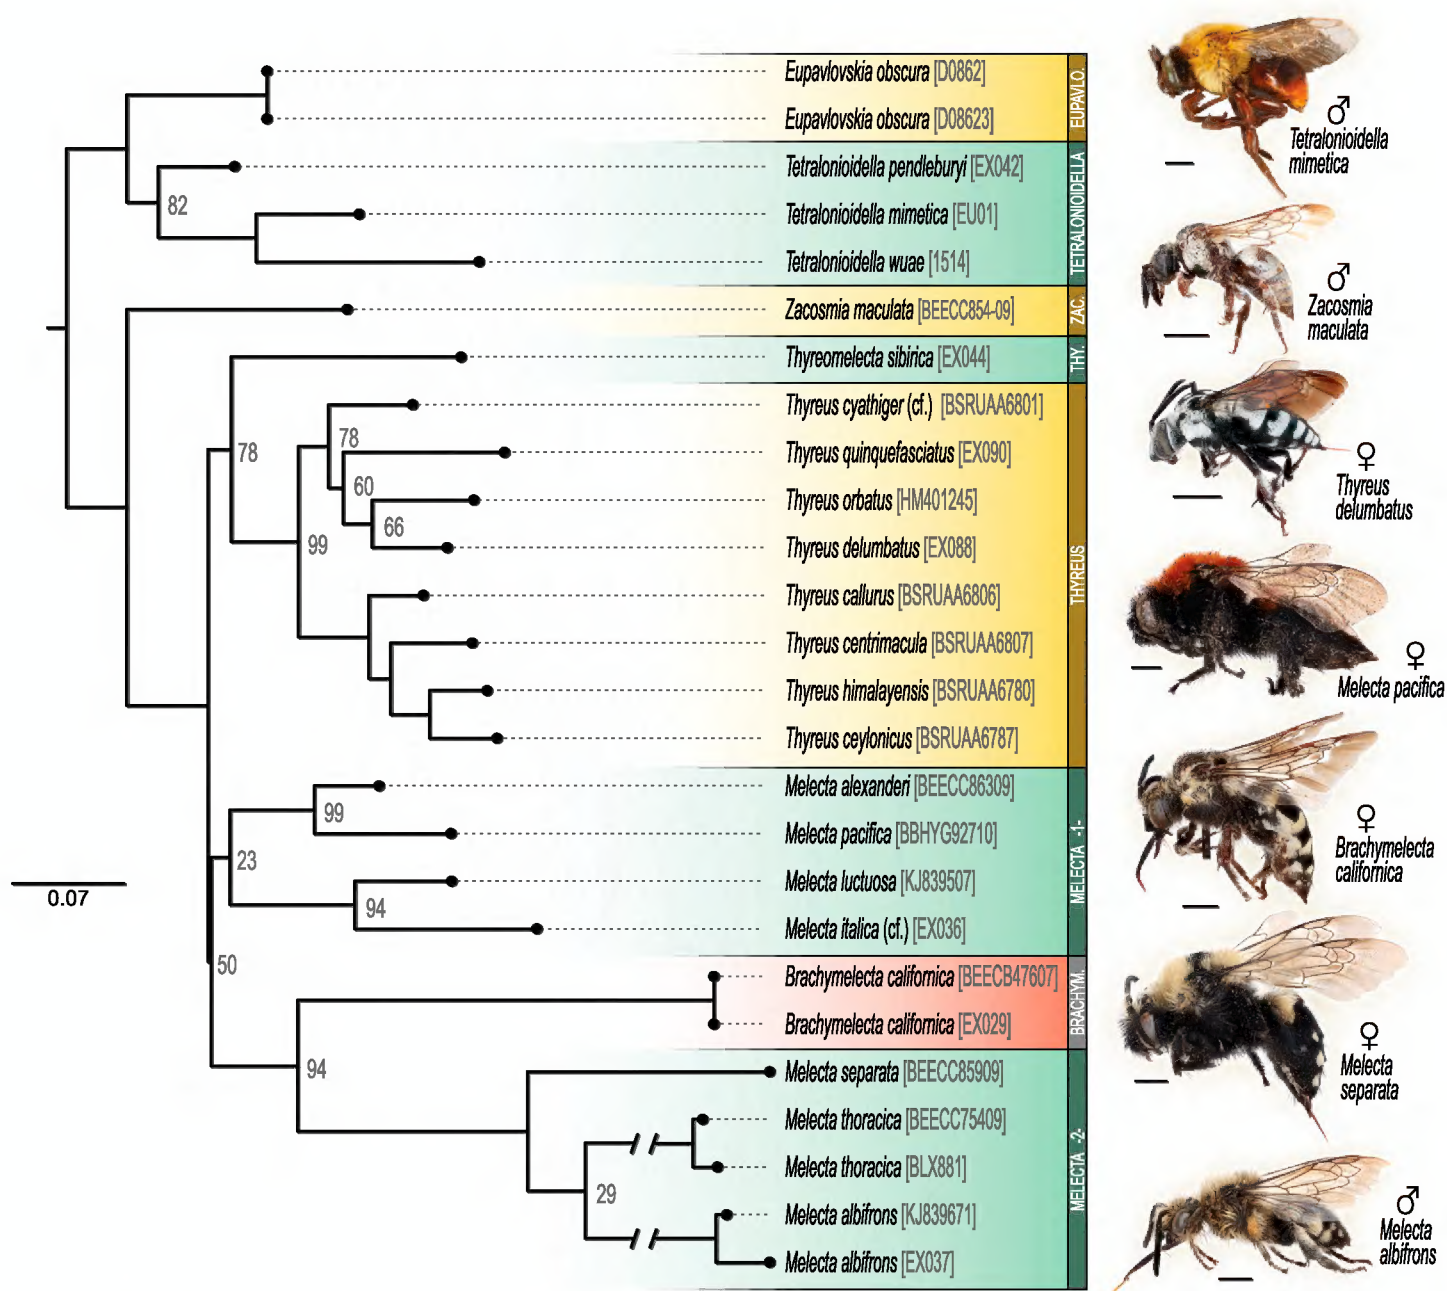 Eupavlovskia obscura [D0862]
Eupavlovskia obscura [D08623]
Tetralonioidella pendleburyi [EX042]
82
Tetralonioidella mimetica [EU01]
Tetralonioidella wuae [1514]
Zacosmia maculata [BEECC854-09]
Thyreomelecta sibirica [EX044]
Thyreus cyathiger (cf.) [BSRUAA6801]
78
78
Thyreus quinquefasciatus [EX090]
60
Thyreus orbatus [HM401245]
66
99
Thyreus delumbatus [EX088]
Thyreus callurus [BSRUAA6806]
Thyreus centrimacula [BSRUAA6807]
Thyreus himalayensis [BSRUAA6780]
Thyreus ceylonicus [BSRUAA6787]
Melecta alexanderi [BEECC86309]
99
Melecta pacifica [BBHYG92710]
23
Melecta luctuosa [KJ839507]
94
Melecta italica (cf.) [EX036]
0.07
50
Brachymelecta californica [BEECB47607]
Brachymelecta californica [EX029]
94
Melecta separata [BEECC85909]
Melecta thoracica [BEECC75409]
Melecta thoracica [BLX881]
29
Melecta albifrons [KJ839671]
Melecta albifrons [EX037]
EUPAVLO.
TETRALONIOIDELLA
ZAC.
THY.
THYREUS
MELECTA -1-
BRACHYM.
MELECTA -2-
♂
Tetralonioidella
mimetica
♂
Zacosmia
maculata
♀
Thyreus
delumbatus
♀
Melecta pacifica
♀
Brachymelecta
californica
♀
Melecta
separata
♂
Melecta
albifrons